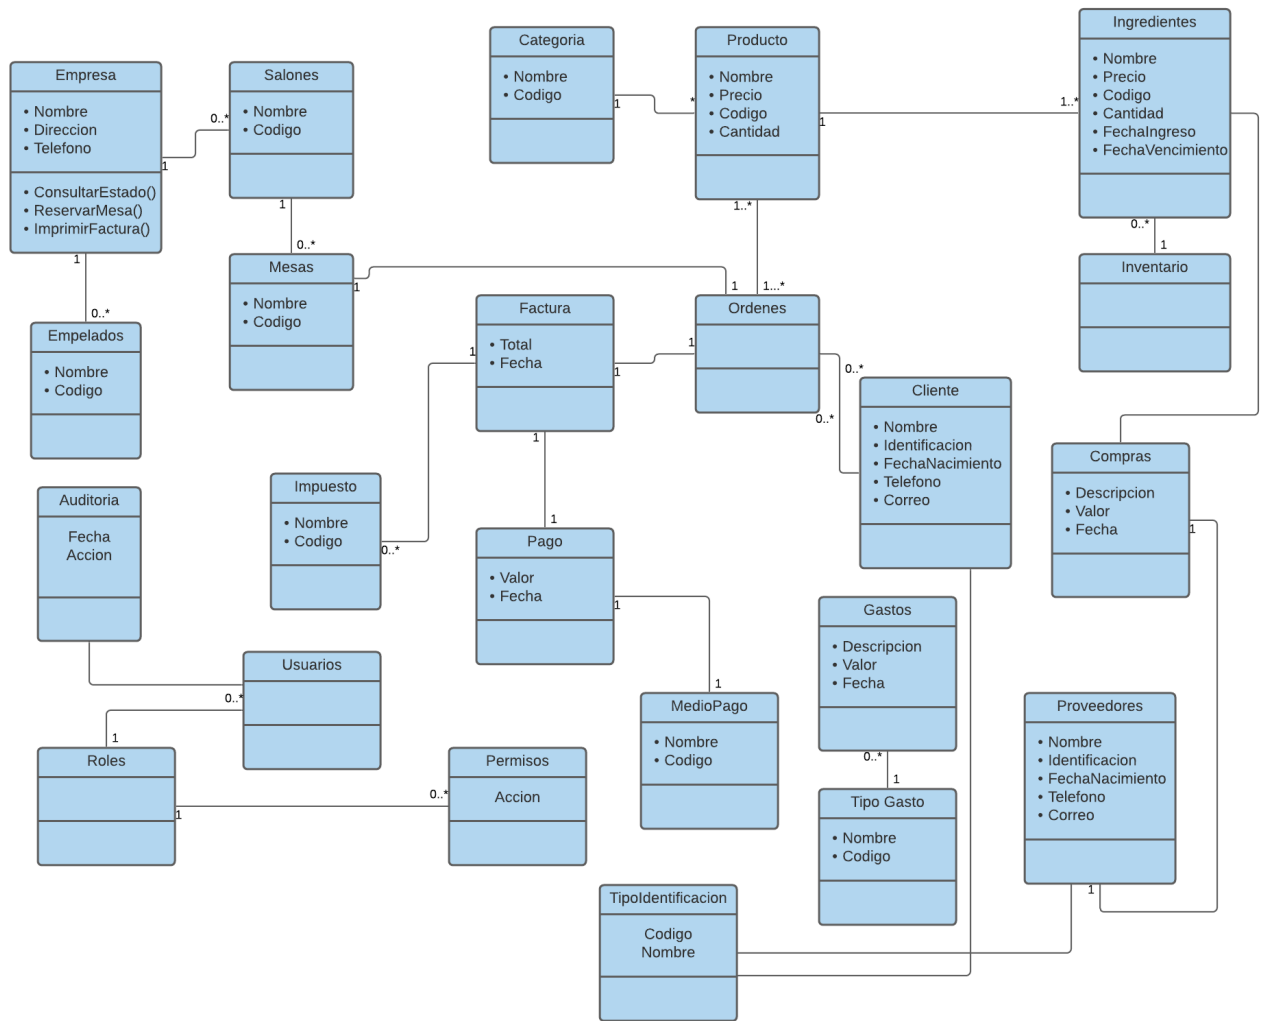 Empresa
• Nombre
• Direccion
• Telefono
• ConsultarEstado()
• ReservarMesa()
• ImprimirFactura()
1
0..*
1
0..*
Salones
• Nombre
• Codigo
1
0..*
Mesas
• Nombre
• Codigo
1
1
Empelados
• Nombre
• Codigo
Categoria
• Nombre
• Codigo
1
*
Producto
• Nombre
• Precio
• Codigo
• Cantidad
1
1..*
1..*
1...*
Ingredientes
• Nombre
• Precio
• Codigo
• Cantidad
• FechaIngreso
• FechaVencimiento
0..*
1
Inventario
Factura
• Total
• Fecha
1
1
1
1
Ordenes
0..*
0..*
Cliente
• Nombre
• Identificacion
• FechaNacimiento
• Telefono
• Correo
Compras
• Descripcion
• Valor
• Fecha
1
Auditoria
Fecha
Accion
Impuesto
• Nombre
• Codigo
0..*
1
Pago
• Valor
• Fecha
1
1
MedioPago
• Nombre
• Codigo
Gastos
• Descripcion
• Valor
• Fecha
0..*
1
Tipo Gasto
• Nombre
• Codigo
Proveedores
• Nombre
• Identificacion
• FechaNacimiento
• Telefono
• Correo
1
Usuarios
0..*
1
Roles
1
0..*
Permisos
Accion
TipoIdentificacion
Codigo
Nombre